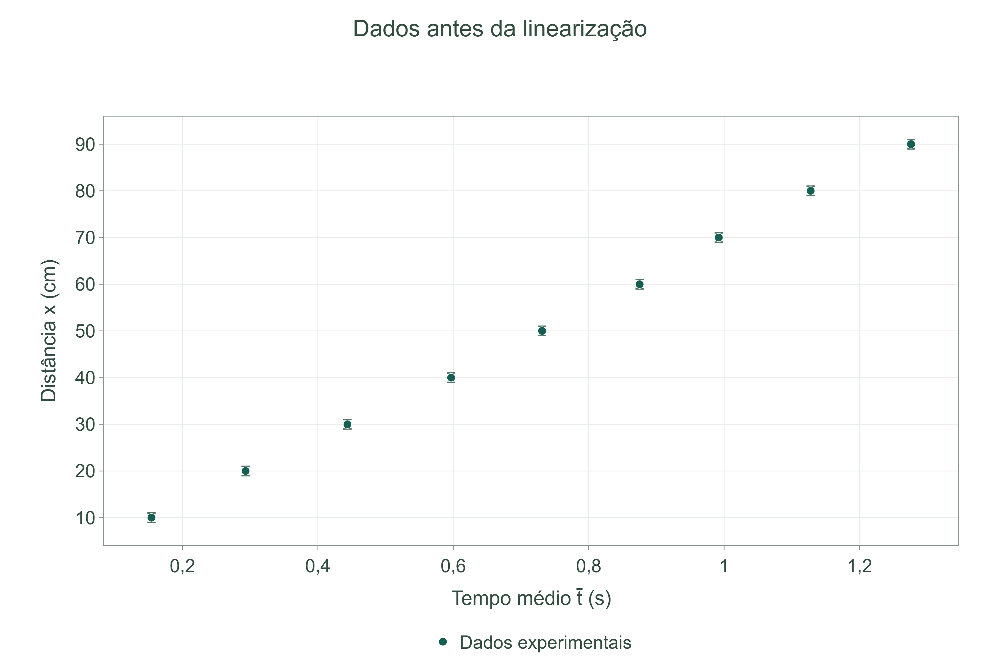 Dados antes da linearização
Distância x (cm)
90
80
70
60
50
40
30
20
10
0,2 0,4 0,6 0,8 1 1,2
Tempo médio t̄ (s)
Dados experimentais